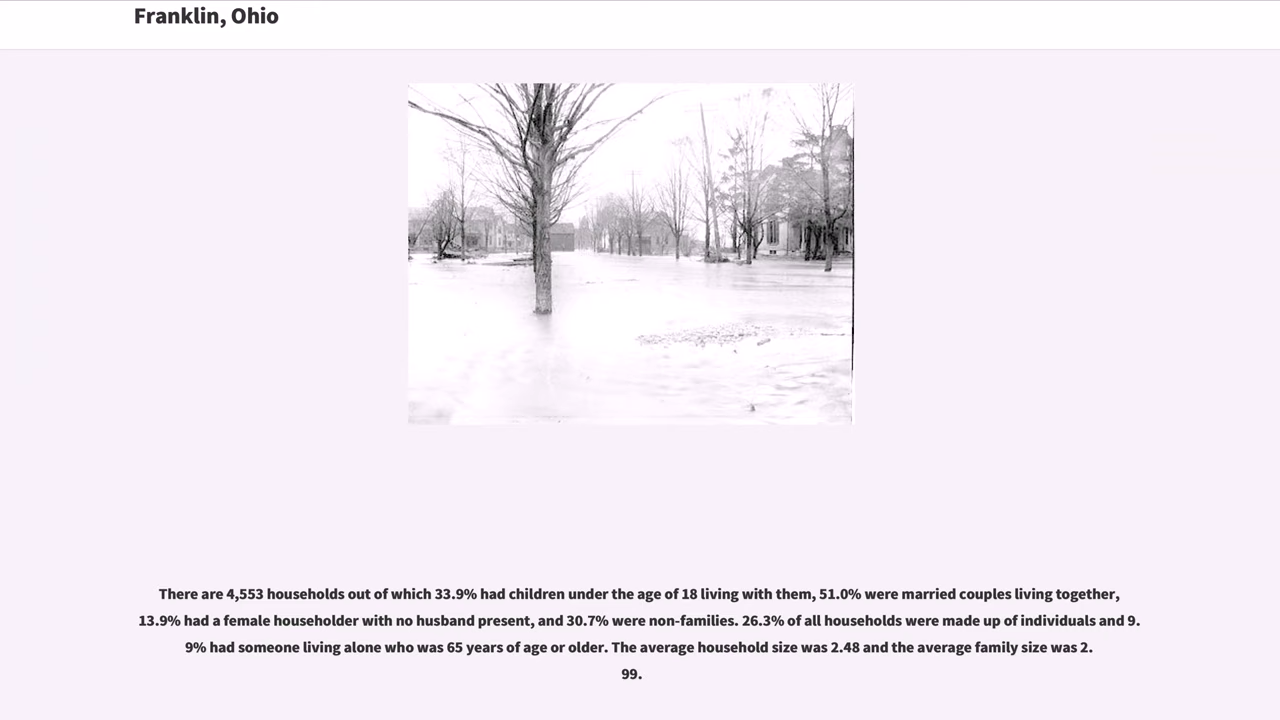 Franklin, Ohio
There are 4,553 households out of which 33.9% had children under the age of 18 living with them, 51.0% were married couples living together,
13.9% had a female householder with no husband present, and 30.7% were non-families. 26.3% of all households were made up of individuals and 9.
9% had someone living alone who was 65 years of age or older. The average household size was 2.48 and the average family size was 2.
99.